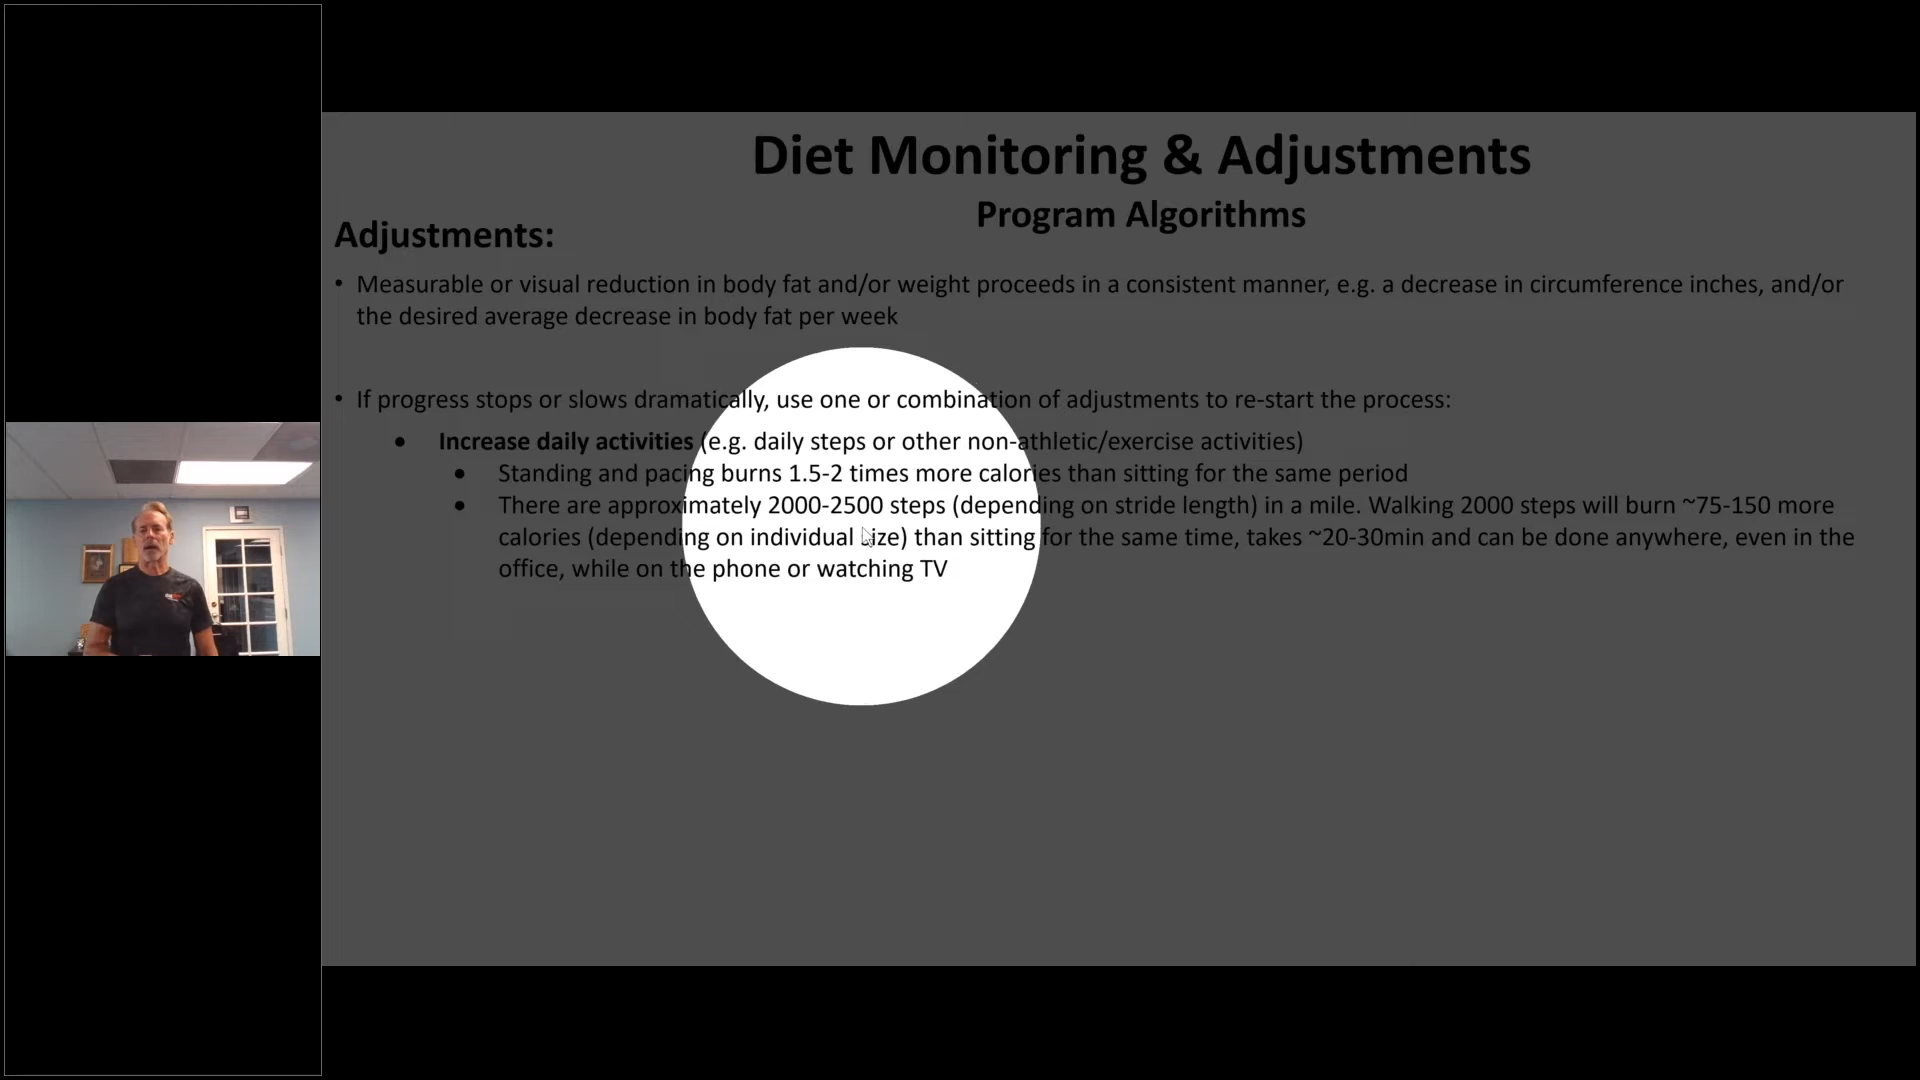 Diet Monitoring & Adjustments
Program Algorithms
Adjustments:
• Measurable or visual reduction in body fat and/or weight proceeds in a consistent manner, e.g. a decrease in circumference inches, and/or
the desired average decrease in body fat per week
• If progress stops or slows dramatically, use one or combination of adjustments to re-start the process:
• Increase daily activities (e.g. daily steps or other non-athletic/exercise activities)
• Standing and pacing burns 1.5-2 times more calories than sitting for the same period
• There are approximately 2000-2500 steps (depending on stride length) in a mile. Walking 2000 steps will burn ~75-150 more
calories (depending on individual size) than sitting for the same time, takes ~20-30min and can be done anywhere, even in the
office, while on the phone or watching TV